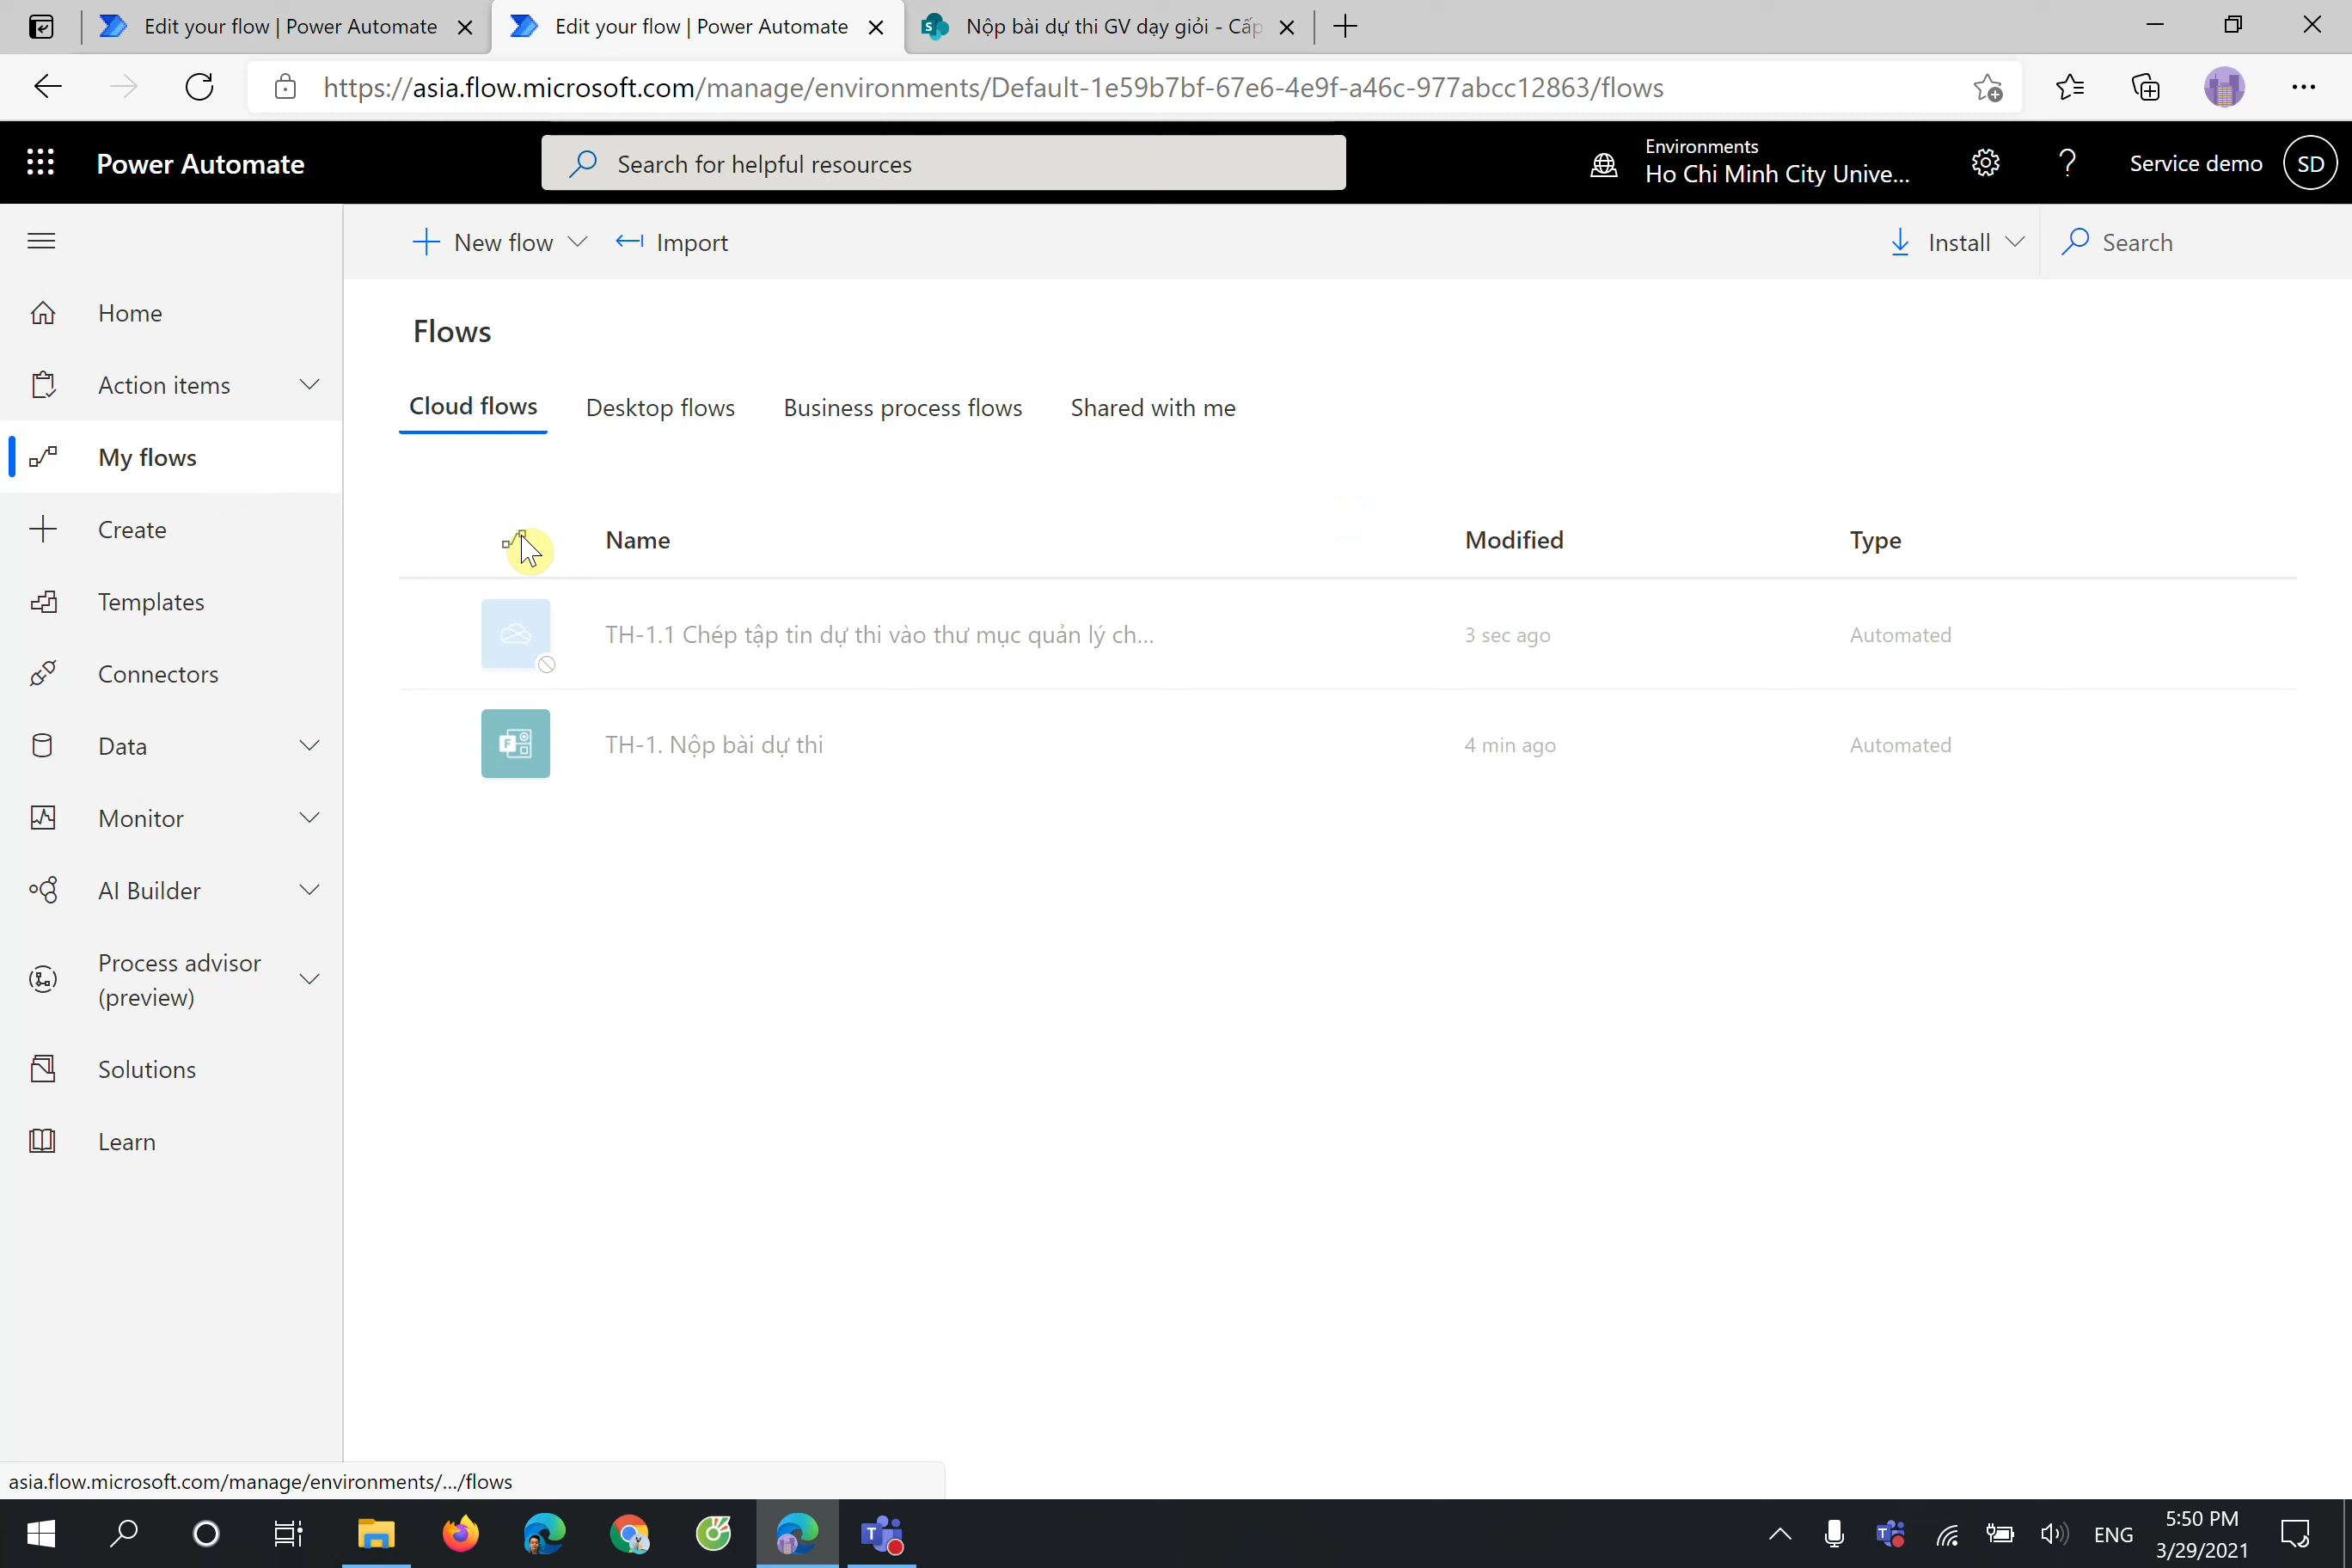 Edit your flow | Power Automate
Edit your flow | Power Automate
Nộp bài dự thi GV dạy giỏi - Cấp
https://asia.flow.microsoft.com/manage/environments/Default-1e59b7bf-67e6-4e9f-a46c-977abcc12863/flows
Power Automate
Search for helpful resources
Environments
Ho Chi Minh City Unive...
Service demo
SD
New flow
Import
Install
Search
Home
Action items
My flows
Create
Templates
Connectors
Data
Monitor
AI Builder
Process advisor
(preview)
Solutions
Learn
Flows
Cloud flows
Desktop flows
Business process flows
Shared with me
Name
Modified
Type
TH-1.1 Chép tập tin dự thi vào thư mục quản lý ch...
3 sec ago
Automated
TH-1. Nộp bài dự thi
4 min ago
Automated
asia.flow.microsoft.com/manage/environments/.../flows
ENG
5:50 PM
3/29/2021